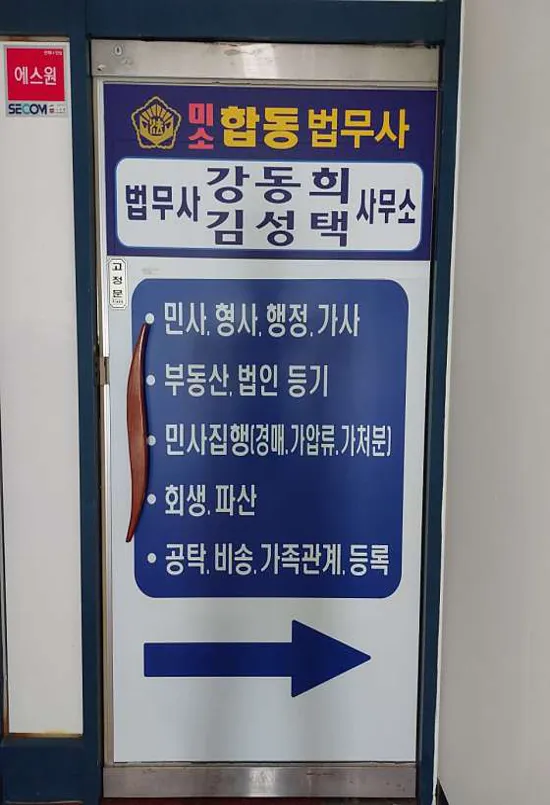 에스원
SECOM
미소 합동법무사
법무사 강동희 김성택 사무소
고정문
• 민사, 형사, 행정, 가사
• 부동산, 법인 등기
• 민사집행(경매,가압류,가처분)
• 회생, 파산
• 공탁, 비송, 가족관계, 등록